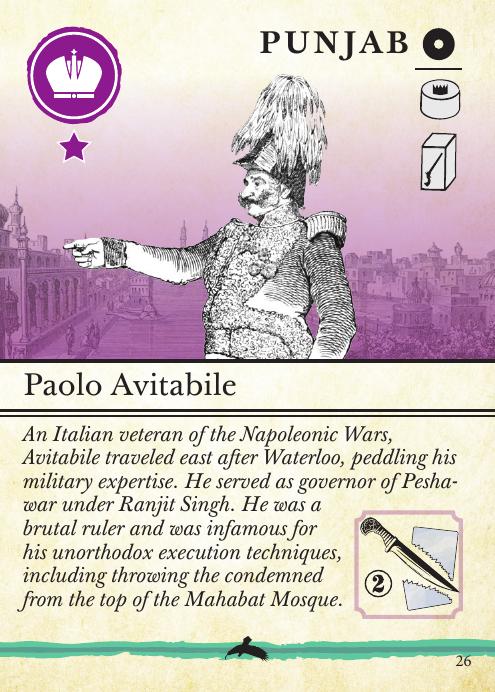 PUNJAB
Paolo Avitabile
An Italian veteran of the Napoleonic Wars,
Avitabile traveled east after Waterloo, peddling his
military expertise. He served as governor of Pesha-
war under Ranjit Singh. He was a
brutal ruler and was infamous for
his unorthodox execution techniques,
including throwing the condemned
from the top of the Mahabat Mosque.
2
26